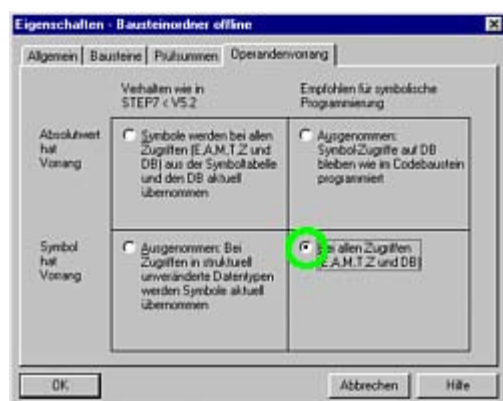 Eigenschaften - Bausteinordner offline
Allgemein
Bausteine
Prüfsummen
Operandenvorrang
Verhalten wie in
STEP7 < V5.2
Empfohlen für symbolische
Programmierung
Absolutwert
hat
Vorrang
Symbole werden bei allen
Zugriffen (E,A,M,T,Z und
DB) aus der Symboltabelle
und den DB aktuell
übernommen
Ausgenommen:
Symbol-Zugriffe auf DB
bleiben wie im Codebaustein
programmiert
Symbol
hat
Vorrang
Ausgenommen: Bei
Zugriffen in strukturell
unveränderte Datentypen
werden Symbole aktuell
übernommen
Bei allen Zugriffen
(E,A,M,T,Z und DB)
OK
Abbrechen
Hilfe